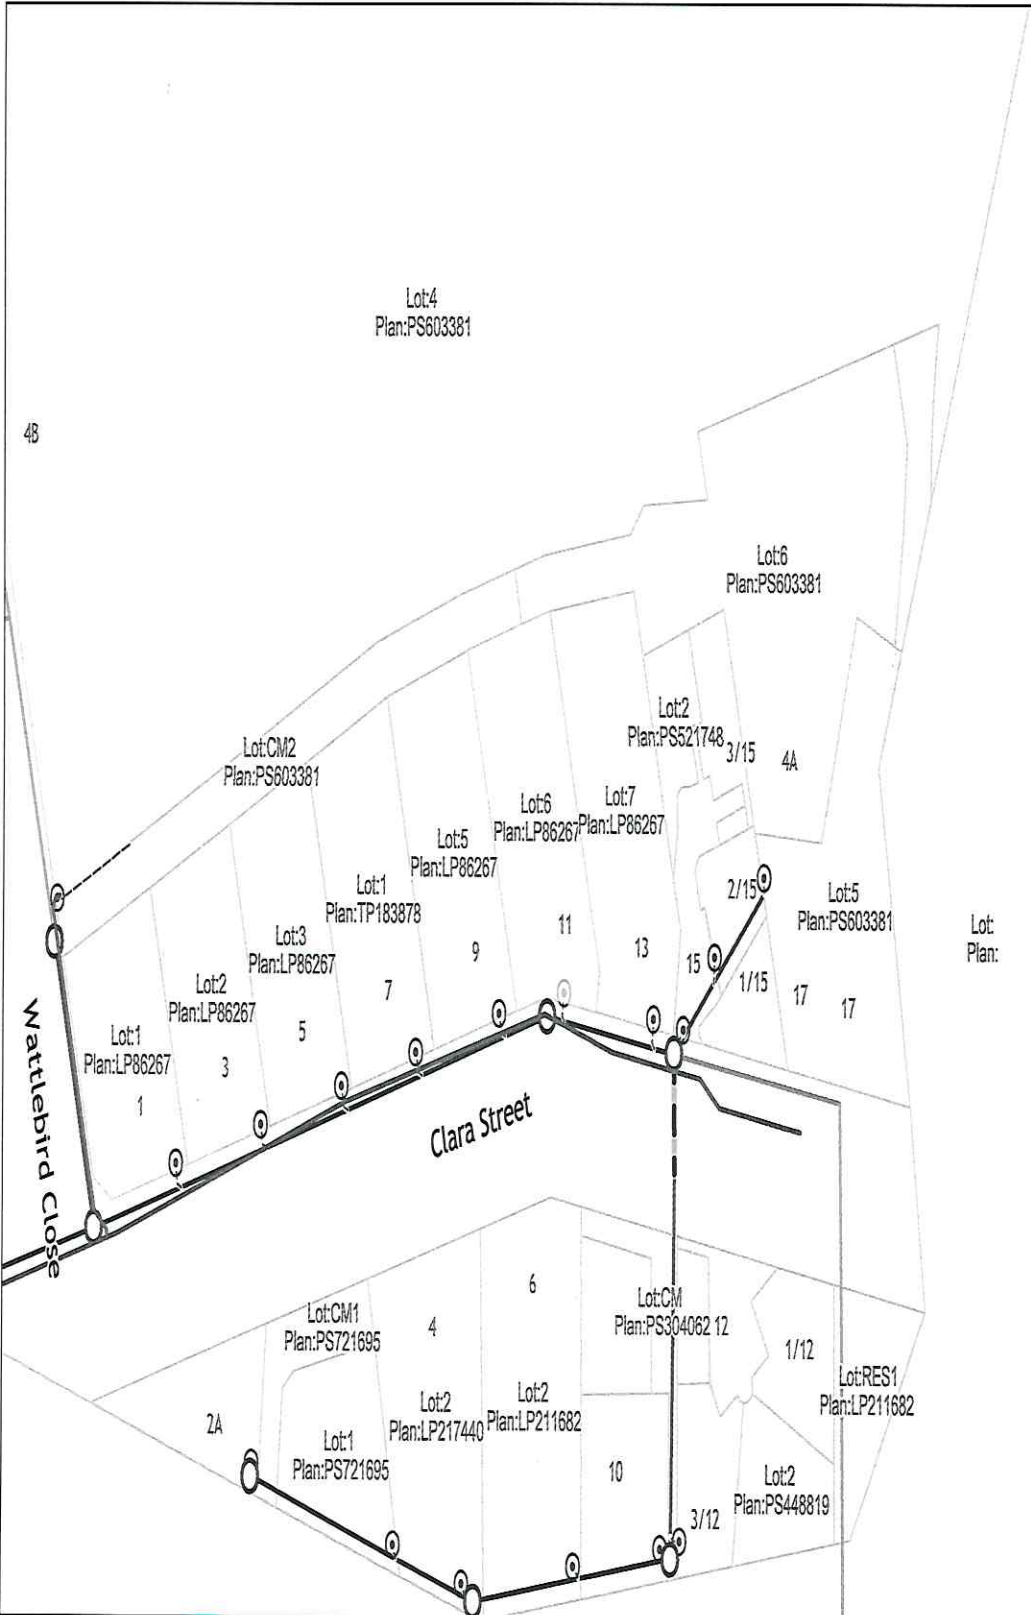 Lot:4
Plan:PS603381
4B
Lot:6
Plan:PS603381
Lot:2
Plan:PS521748
3/15
4A
Lot:CM2
Plan:PS603381
Lot:7
Plan:LP86267
Lot:6
Plan:LP86267
Lot:5
Plan:LP86267
Lot:1
Plan:TP183878
2/15
Lot:5
Plan:PS603381
Lot:
Plan:
Lot:3
Plan:LP86267
11
13
9
15
1/15
17
17
7
Lot:2
Plan:LP86267
5
Lot:1
Plan:LP86267
3
1
Wattlebird Close
Clara Street
6
Lot:CM
Plan:PS304062 12
Lot:CM1
Plan:PS721695
4
1/12
Lot:RES1
Plan:LP211682
Lot:2
Plan:LP217440
Lot:2
Plan:LP211682
2A
Lot:1
Plan:PS721695
10
Lot:2
Plan:PS448819
3/12